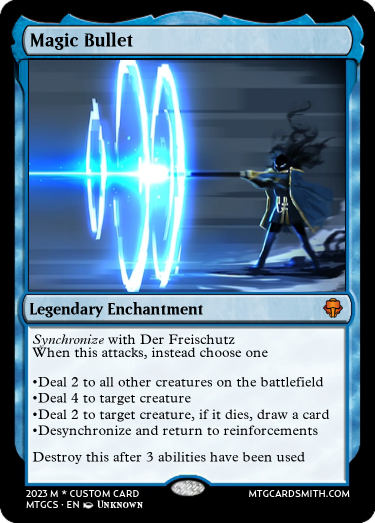 Magic Bullet
Legendary Enchantment
Synchronize with Der Freischutz
When this attacks, instead choose one
•Deal 2 to all other creatures on the battlefield
•Deal 4 to target creature
•Deal 2 to target creature, if it dies, draw a card
•Desynchronize and return to reinforcements
Destroy this after 3 abilities have been used
2023 M * CUSTOM CARD
MTGCS · EN Unknown
MTGCARDSMITH.COM